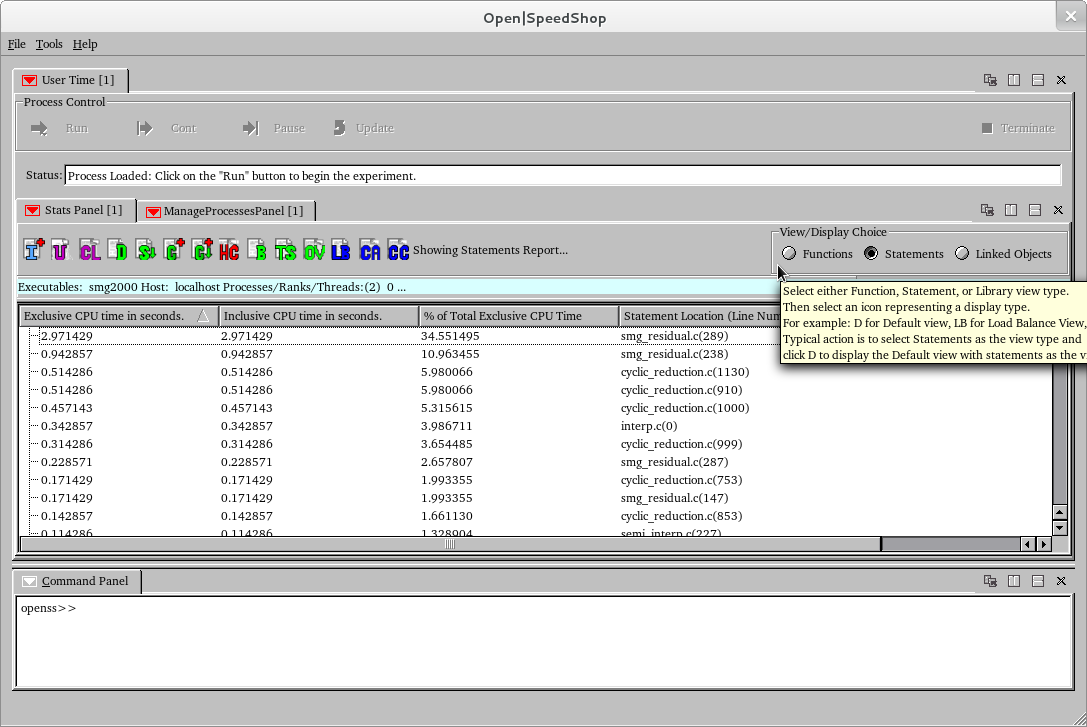 Open|SpeedShop
File Tools Help
User Time [1]
Process Control
Run Cont Pause Update Terminate
Status: Process Loaded: Click on the "Run" button to begin the experiment.
Stats Panel [1] ManageProcessesPanel [1]
View/Display Choice
I U CL D S G G HC B TS OV LB CA CC Showing Statements Report... Functions Statements Linked Objects
Executables: smg2000 Host: localhost Processes/Ranks/Threads:(2) 0 ...
Select either Function, Statement, or Library view type.
Then select an icon representing a display type.
For example: D for Default view, LB for Load Balance View,
Typical action is to select Statements as the view type and
click D to display the Default view with statements as the
Exclusive CPU time in seconds. Inclusive CPU time in seconds. % of Total Exclusive CPU Time Statement Location (Line Num
2.971429 2.971429 34.551495 smg_residual.c(289)
0.942857 0.942857 10.963455 smg_residual.c(238)
0.514286 0.514286 5.980066 cyclic_reduction.c(1130)
0.514286 0.514286 5.980066 cyclic_reduction.c(910)
0.457143 0.457143 5.315615 cyclic_reduction.c(1000)
0.342857 0.342857 3.986711 interp.c(0)
0.314286 0.314286 3.654485 cyclic_reduction.c(999)
0.228571 0.228571 2.657807 smg_residual.c(287)
0.171429 0.171429 1.993355 cyclic_reduction.c(753)
0.171429 0.171429 1.993355 smg_residual.c(147)
0.142857 0.142857 1.661130 cyclic_reduction.c(853)
0.114286 0.114286 1.328904 semi_interp.c(227)
Command Panel
openss>>